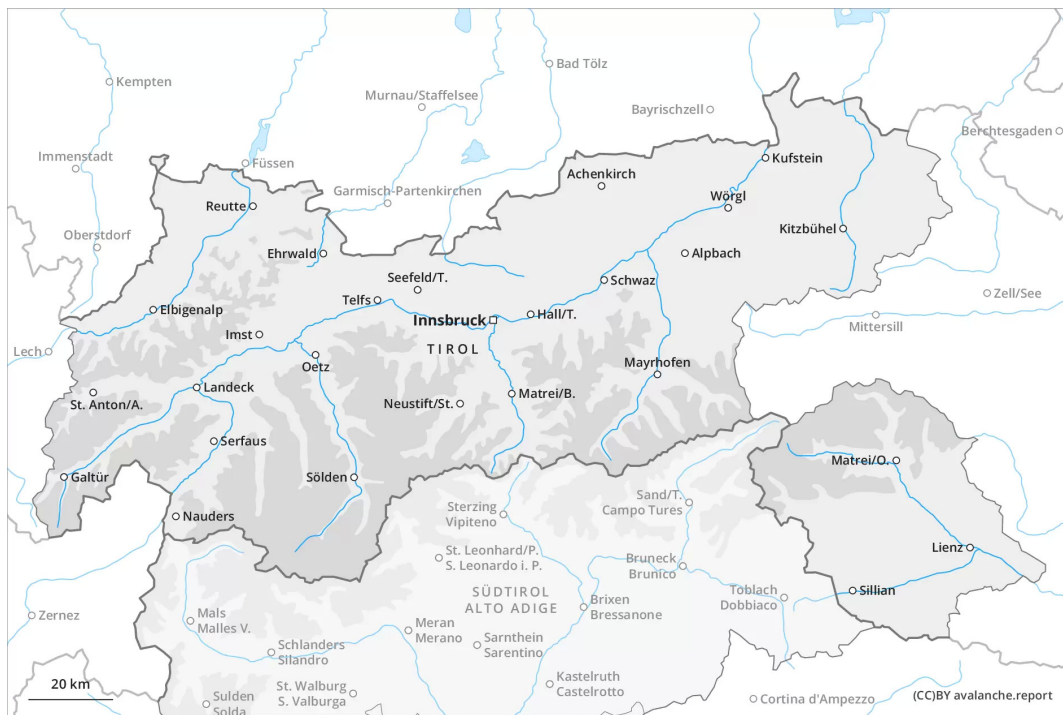 Bad Tölz
Kempten
Murnau/Staffelsee
Bayrischzell
Berchtesgaden
Immenstadt
Füssen
Kufstein
Achenkirch
Garmisch-Partenkirchen
Wörgl
Reutte
Kitzbühel
Oberstdorf
Ehrwald
Alpbach
Seefeld/T.
Schwaz
Zell/See
Telfs
Elbigenalp
Hall/T.
Innsbruck
Mittersill
Imst
TIROL
Lech
Oetz
Mayrhofen
Landeck
St. Anton/A.
Neustift/St.
Matrei/B.
Serfaus
Matrei/O.
Galtür
Sölden
Sand/T.
Campo Tures
Sterzing
Vipiteno
Nauders
Lienz
St. Leonhard/P.
S. Leonardo i. P.
Bruneck
Brunico
SÜDTIROL
ALTO ADIGE
Sillian
Toblach
Dobbiaco
Brixen
Bressanone
Zernez
Mals
Malles V.
Meran
Merano
Sarnthein
Sarentino
Schlanders
Silandro
Kastelruth
Castelrotto
20 km
St. Walburg
S. Valburga
Sulden
Solda
Cortina d'Ampezzo
(CC)BY avalanche.report